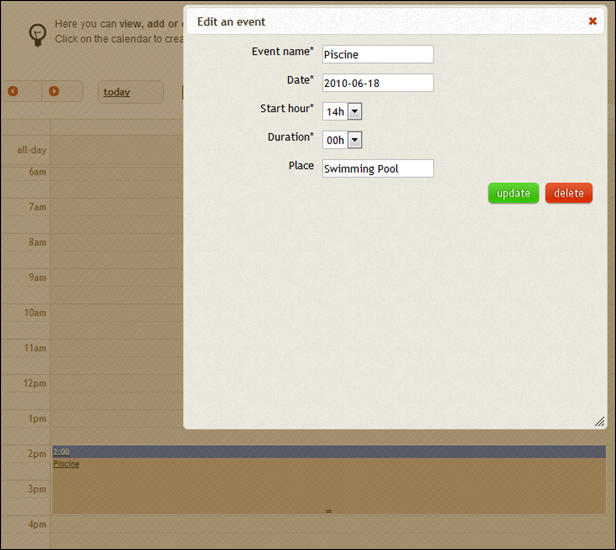 Here you can view, add or
Click on the calendar to crea
today
all-day
6am
7am
8am
9am
10am
11am
12pm
1pm
2pm
3pm
4pm
2:00
Piscine
Edit an event
Event name* Piscine
Date* 2010-06-18
Start hour* 14h
Duration* 00h
Place Swimming Pool
update delete